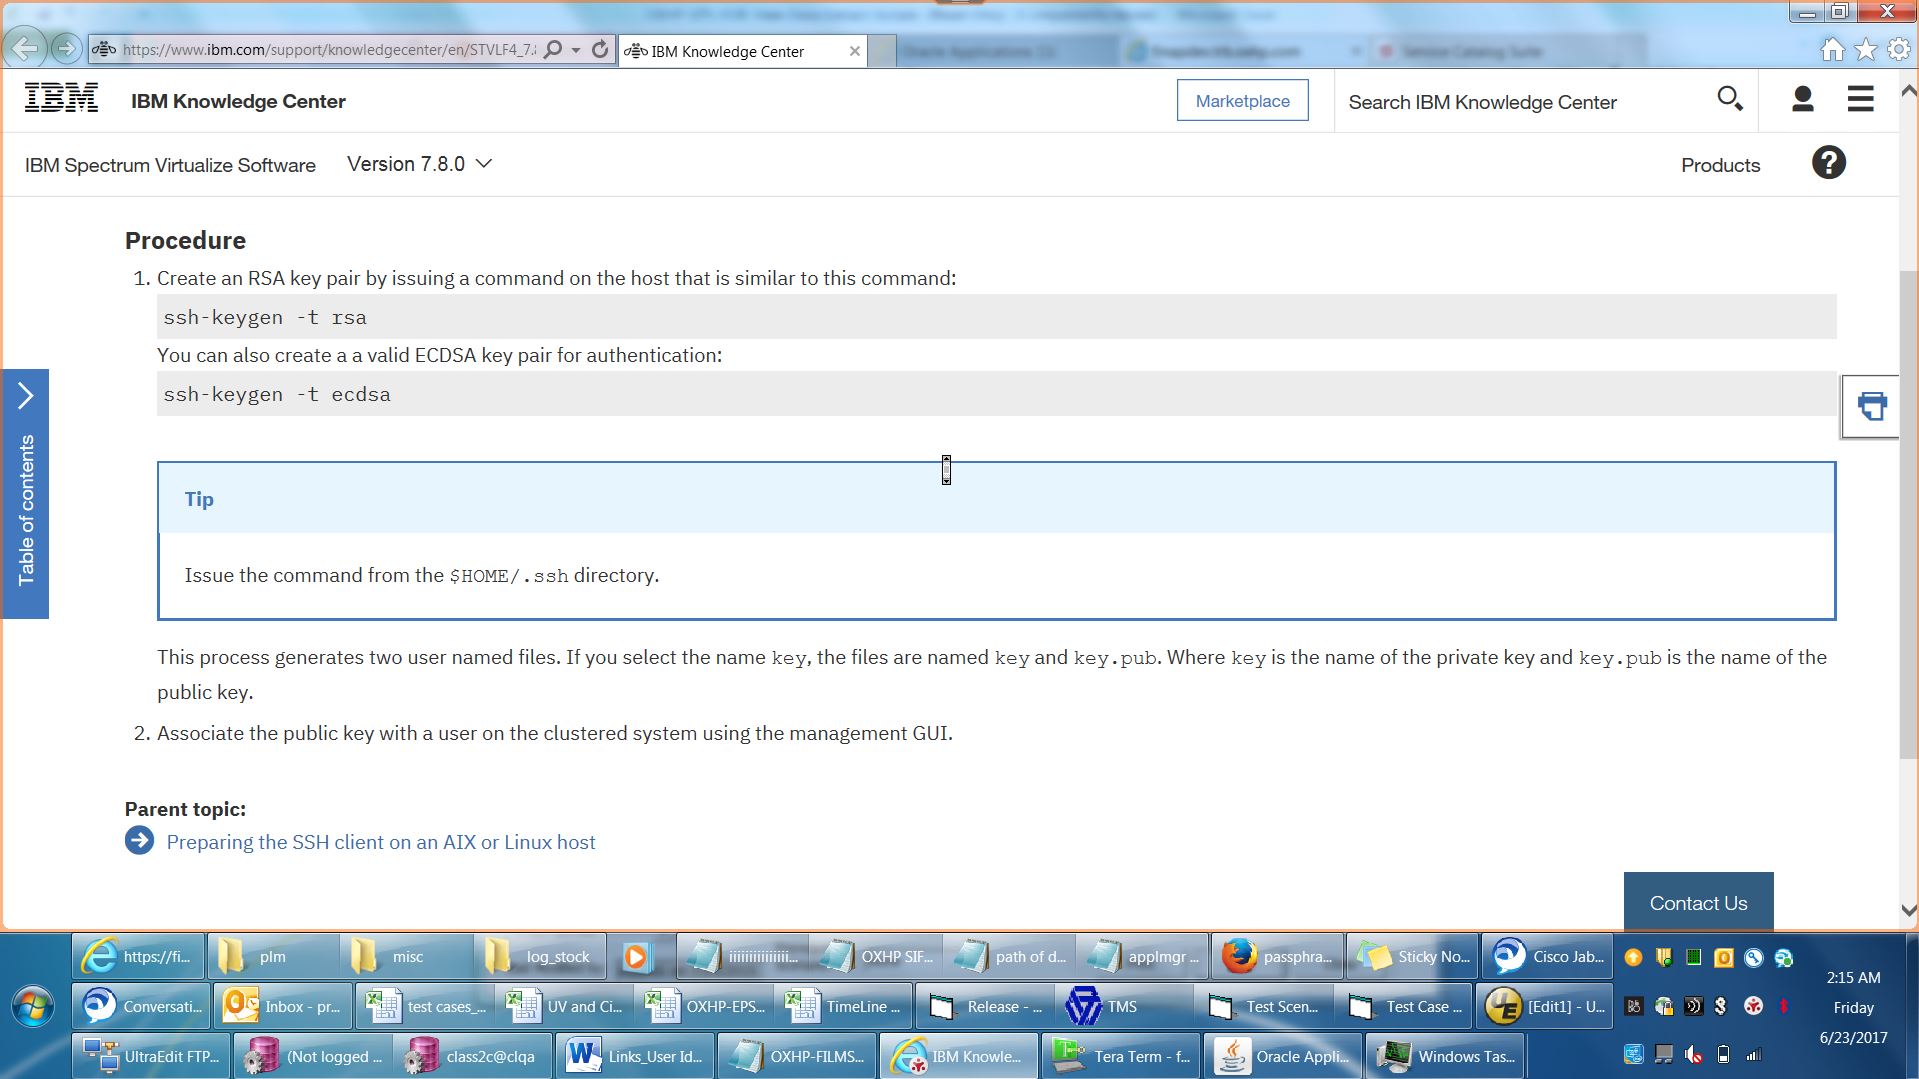 https://www.ibm.com/support/knowledgecenter/en/STVLF4_7.
IBM Knowledge Center
IBM
IBM Knowledge Center
Marketplace
Search IBM Knowledge Center
IBM Spectrum Virtualize Software
Version 7.8.0
Products
?
Procedure
1. Create an RSA key pair by issuing a command on the host that is similar to this command:
ssh-keygen -t rsa
You can also create a a valid ECDSA key pair for authentication:
ssh-keygen -t ecdsa
Table of contents
Tip
Issue the command from the $HOME/.ssh directory.
This process generates two user named files. If you select the name key, the files are named key and key.pub. Where key is the name of the private key and key.pub is the name of the
public key.
2. Associate the public key with a user on the clustered system using the management GUI.
Parent topic:
Preparing the SSH client on an AIX or Linux host
Contact Us
https://fi...
plm
misc
log_stock
OXHP SIF...
path of d...
applmgr ...
passphra...
Sticky No...
Cisco Jab...
Conversati...
Inbox - pr...
test cases_...
UV and Ci...
OXHP-EPS...
TimeLine ...
Release - ...
TMS
Test Scen...
Test Case ...
[Edit1] - U...
UltraEdit FTP...
(Not logged ...
class2c@clqa
Links_User Id...
OXHP-FILMS...
IBM Knowle...
Tera Term - f...
Oracle Appli...
Windows Tas...
2:15 AM
Friday
6/23/2017